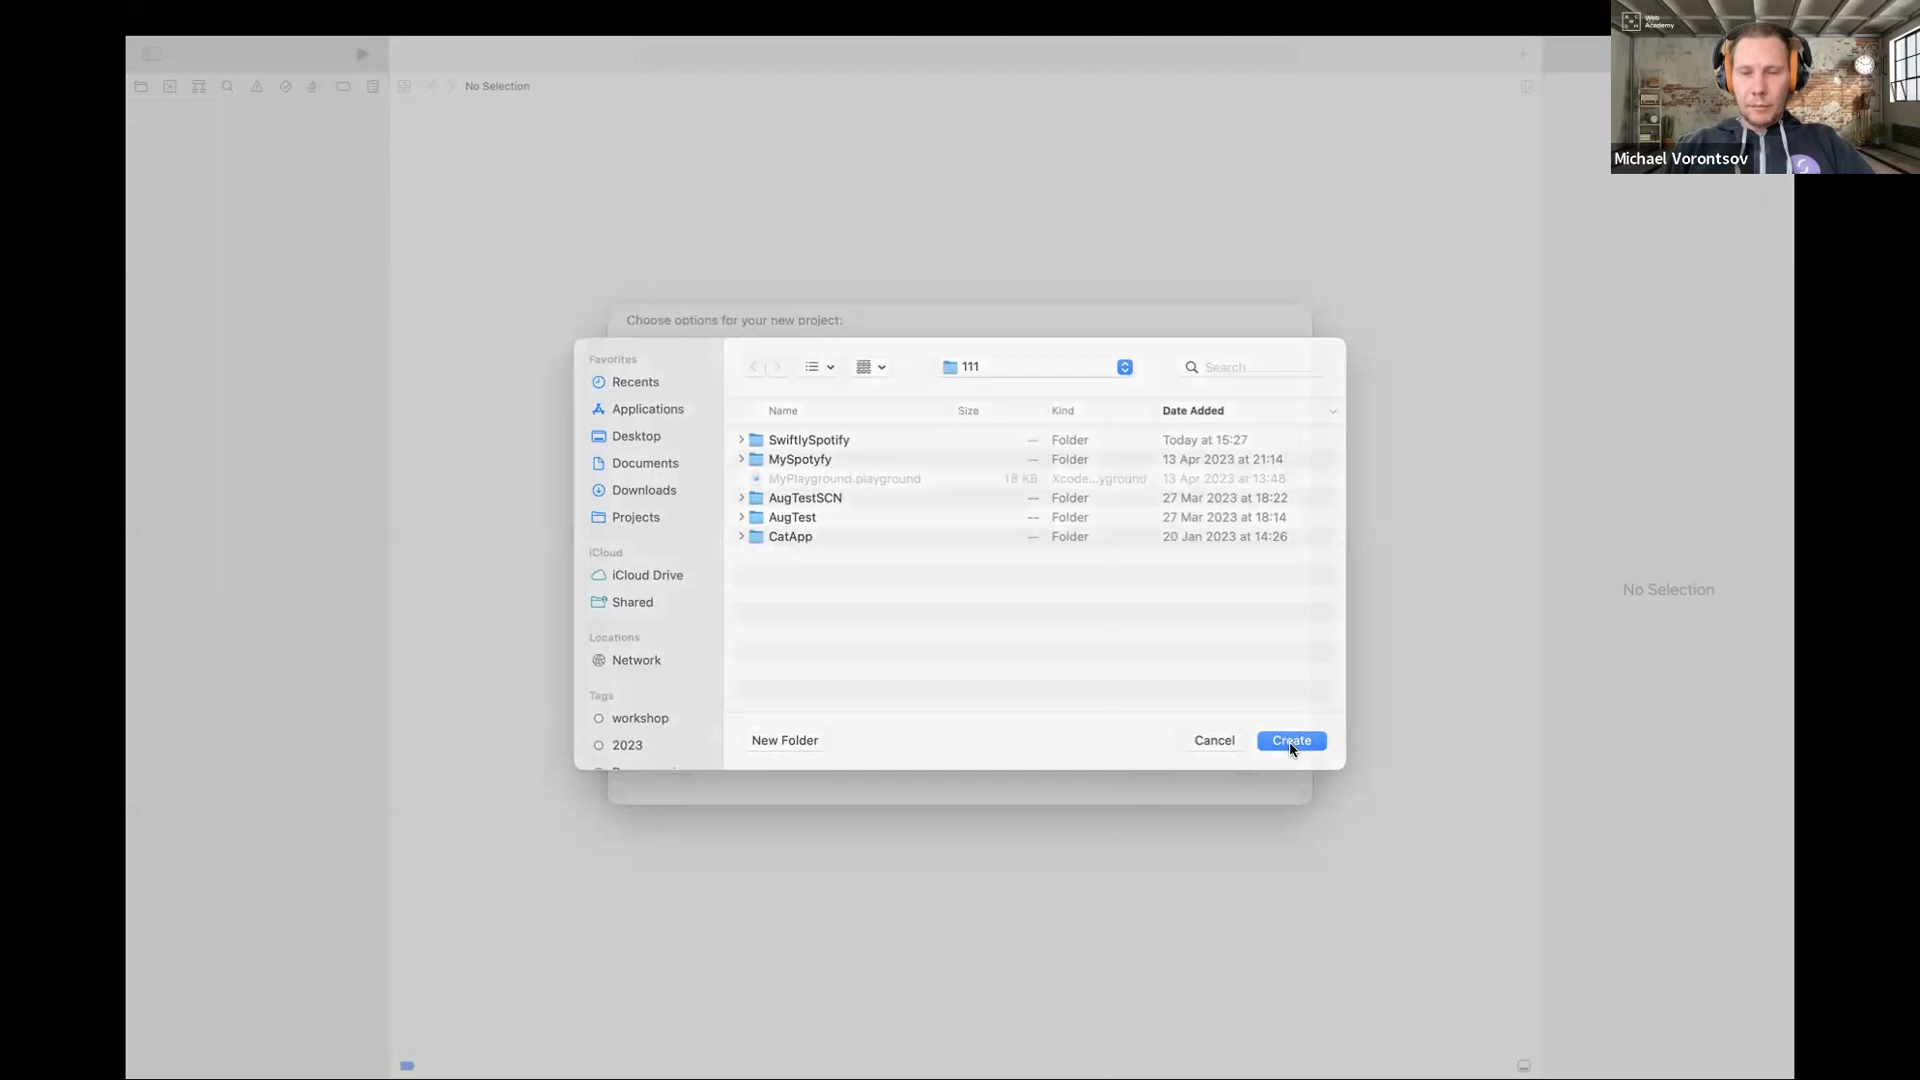 Web
Academy
Michael Vorontsov
No Selection
Choose options for your new project:
Favorites
Recents
Applications
Desktop
Documents
Downloads
Projects
iCloud
iCloud Drive
Shared
Locations
Network
Tags
workshop
2023
111
Search
Name Size Kind Date Added
SwiftlySpotify -- Folder Today at 15:27
MySpotyfy -- Folder 13 Apr 2023 at 21:14
MyPlayground.playground 18 KB Xcode...yground 13 Apr 2023 at 13:48
AugTestSCN -- Folder 27 Mar 2023 at 18:22
AugTest -- Folder 27 Mar 2023 at 18:14
CatApp -- Folder 20 Jan 2023 at 14:26
New Folder Cancel Create
No Selection